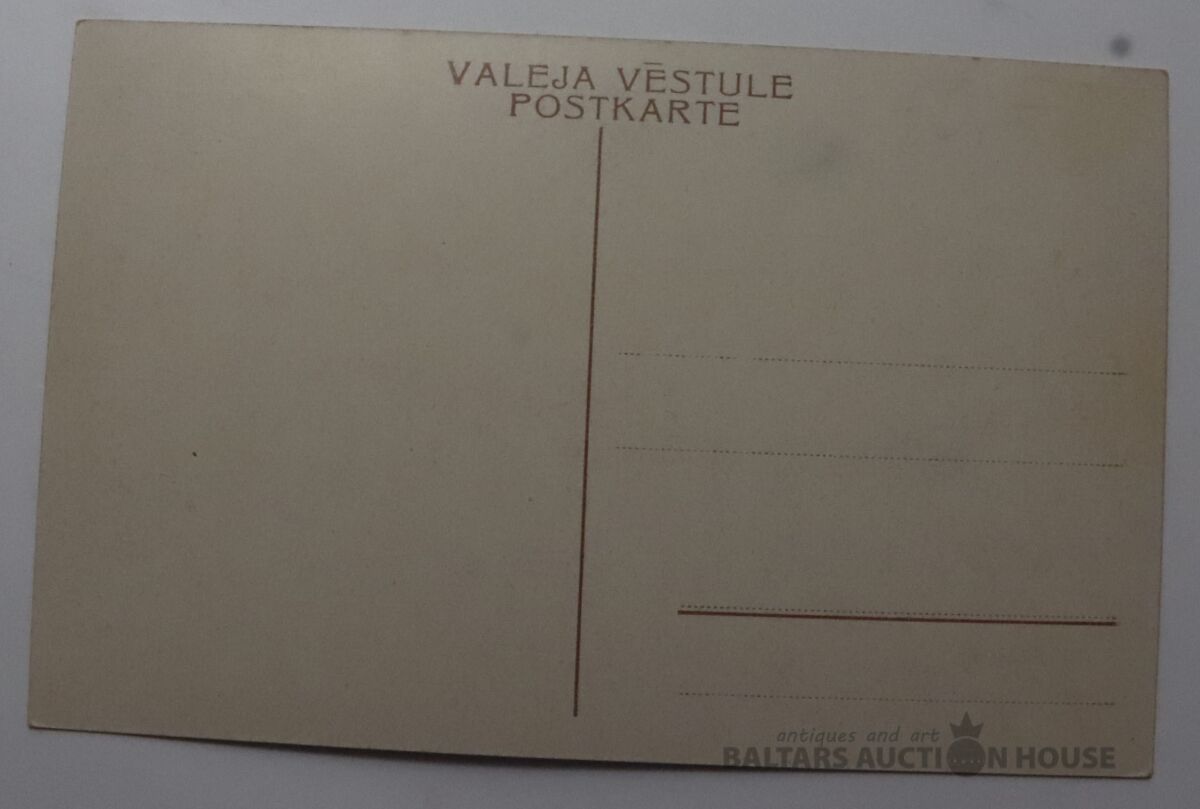 VALEJA VĒSTULE
POSTKARTE
antiques and art
BALTARS AUCTION HOUSE